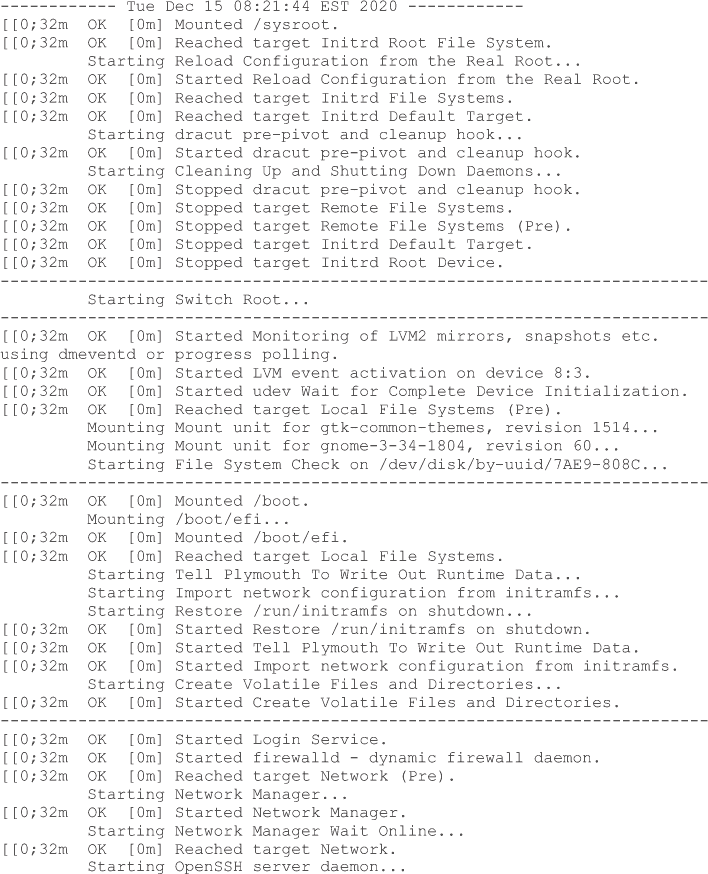 ------------ Tue Dec 15 08:21:44 EST 2020 ------------
[[0;32m  OK  [0m] Mounted /sysroot.
[[0;32m  OK  [0m] Reached target Initrd Root File System.
         Starting Reload Configuration from the Real Root...
[[0;32m  OK  [0m] Started Reload Configuration from the Real Root.
[[0;32m  OK  [0m] Reached target Initrd File Systems.
[[0;32m  OK  [0m] Reached target Initrd Default Target.
         Starting dracut pre-pivot and cleanup hook...
[[0;32m  OK  [0m] Started dracut pre-pivot and cleanup hook.
         Starting Cleaning Up and Shutting Down Daemons...
[[0;32m  OK  [0m] Stopped dracut pre-pivot and cleanup hook.
[[0;32m  OK  [0m] Stopped target Remote File Systems.
[[0;32m  OK  [0m] Stopped target Remote File Systems (Pre).
[[0;32m  OK  [0m] Stopped target Initrd Default Target.
[[0;32m  OK  [0m] Stopped target Initrd Root Device.
-------------------------------------------------------------------------
         Starting Switch Root...
-------------------------------------------------------------------------
[[0;32m  OK  [0m] Started Monitoring of LVM2 mirrors, snapshots etc.
using dmeventd or progress polling.
[[0;32m  OK  [0m] Started LVM event activation on device 8:3.
[[0;32m  OK  [0m] Started udev Wait for Complete Device Initialization.
[[0;32m  OK  [0m] Reached target Local File Systems (Pre).
         Mounting Mount unit for gtk-common-themes, revision 1514...
         Mounting Mount unit for gnome-3-34-1804, revision 60...
         Starting File System Check on /dev/disk/by-uuid/7AE9-808C...
-------------------------------------------------------------------------
[[0;32m  OK  [0m] Mounted /boot.
         Mounting /boot/efi...
[[0;32m  OK  [0m] Mounted /boot/efi.
[[0;32m  OK  [0m] Reached target Local File Systems.
         Starting Tell Plymouth To Write Out Runtime Data...
         Starting Import network configuration from initramfs...
         Starting Restore /run/initramfs on shutdown...
[[0;32m  OK  [0m] Started Restore /run/initramfs on shutdown.
[[0;32m  OK  [0m] Started Tell Plymouth To Write Out Runtime Data.
[[0;32m  OK  [0m] Started Import network configuration from initramfs.
         Starting Create Volatile Files and Directories...
[[0;32m  OK  [0m] Started Create Volatile Files and Directories.
-------------------------------------------------------------------------
[[0;32m  OK  [0m] Started Login Service.
[[0;32m  OK  [0m] Started firewalld - dynamic firewall daemon.
[[0;32m  OK  [0m] Reached target Network (Pre).
         Starting Network Manager...
[[0;32m  OK  [0m] Started Network Manager.
         Starting Network Manager Wait Online...
[[0;32m  OK  [0m] Reached target Network.
         Starting OpenSSH server daemon...